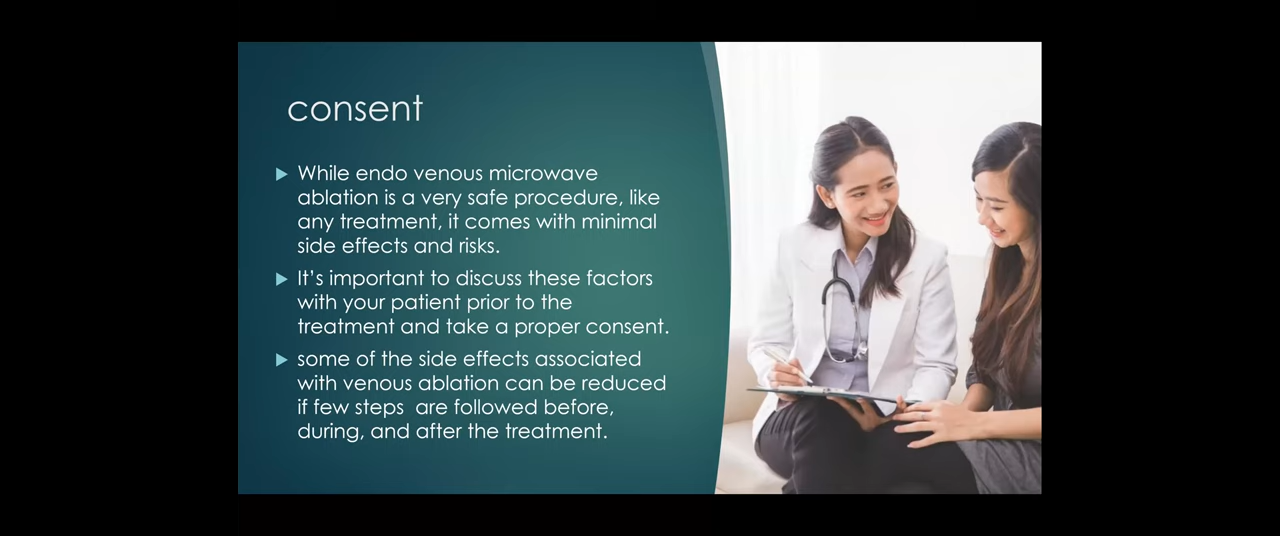 consent
While endo venous microwave
ablation is a very safe procedure, like
any treatment, it comes with minimal
side effects and risks.
It's important to discuss these factors
with your patient prior to the
treatment and take a proper consent.
some of the side effects associated
with venous ablation can be reduced
if few steps  are followed before,
during, and after the treatment.